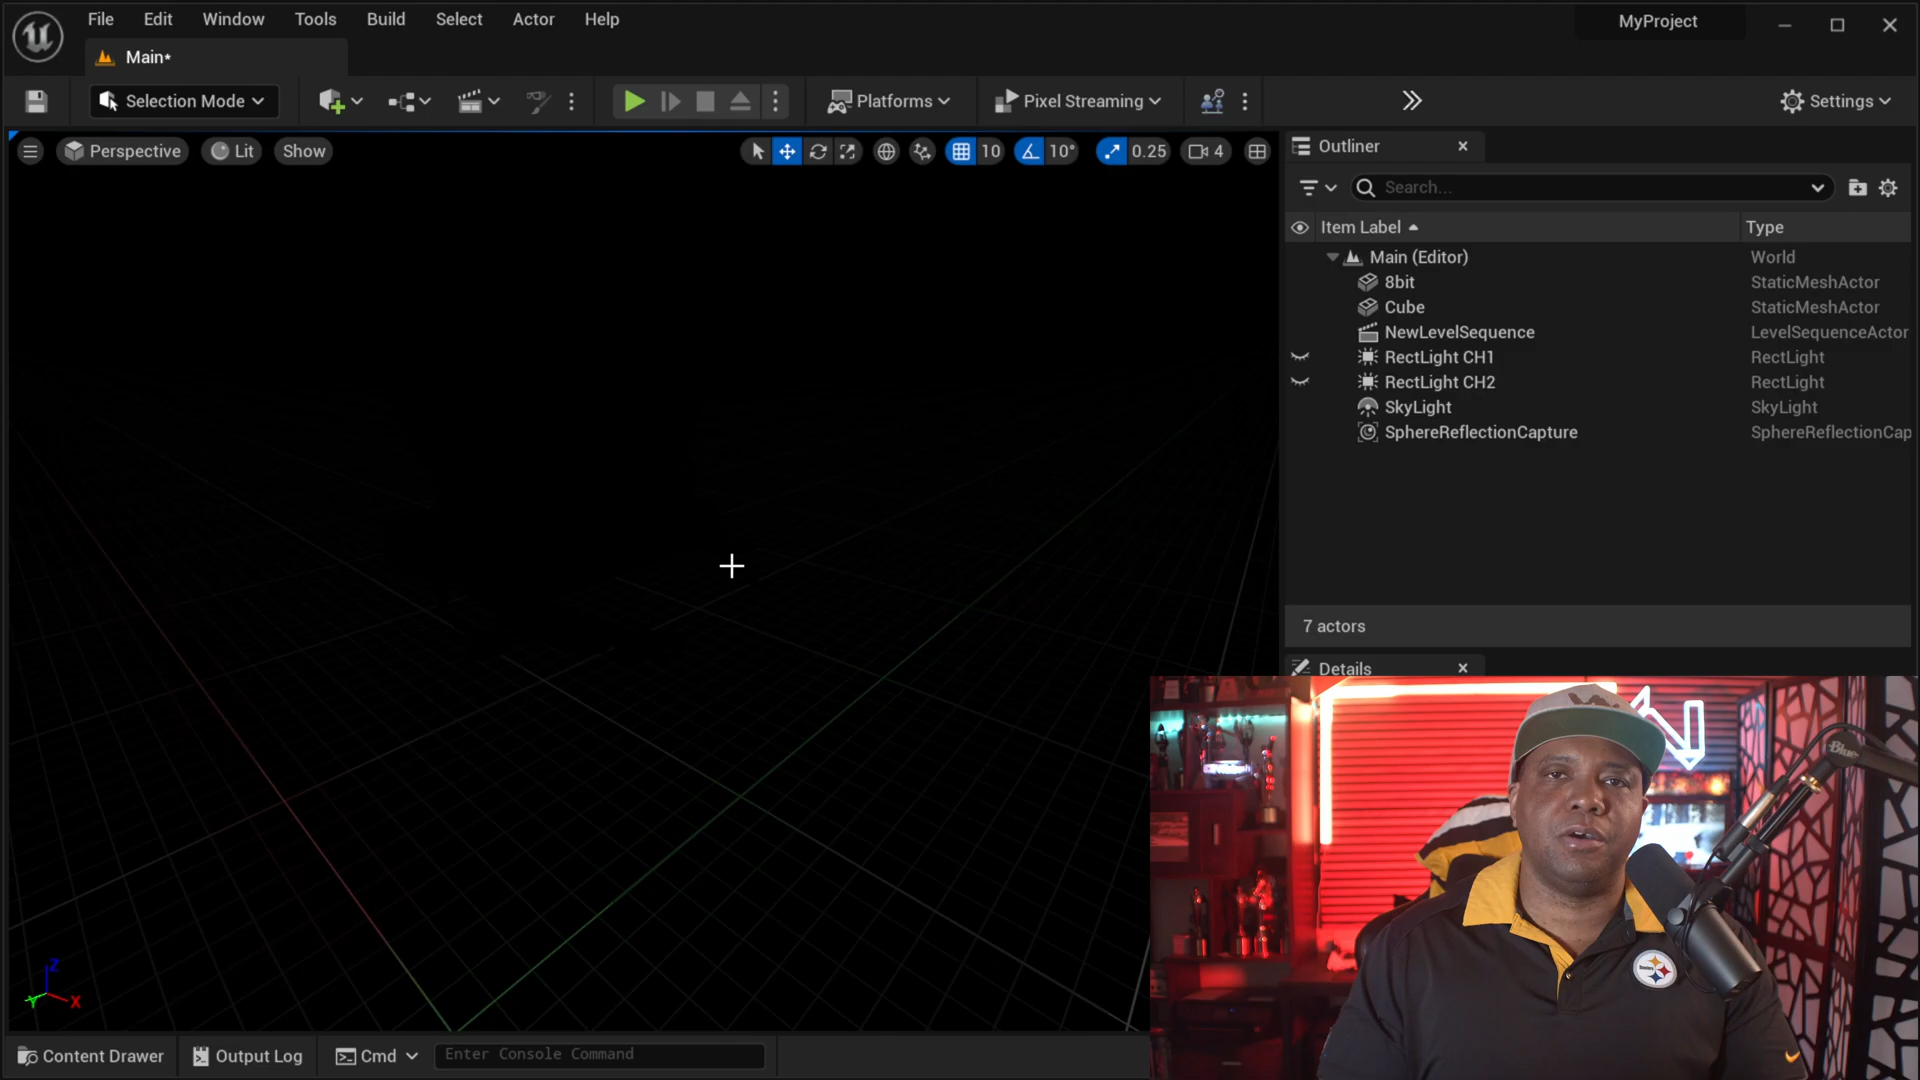 File Edit Window Tools Build Select Actor Help
MyProject
Main*
Selection Mode
Platforms
Pixel Streaming
Settings
Perspective
Lit
Show
10
10°
0.25
4
Outliner
Search...
Item Label
Type
Main (Editor) World
8bit StaticMeshActor
Cube StaticMeshActor
NewLevelSequence LevelSequenceActor
RectLight CH1 RectLight
RectLight CH2 RectLight
SkyLight SkyLight
SphereReflectionCapture SphereReflectionCap
7 actors
Details
Blue
Steelers
Z
Y
X
Content Drawer
Output Log
Cmd
Enter Console Command